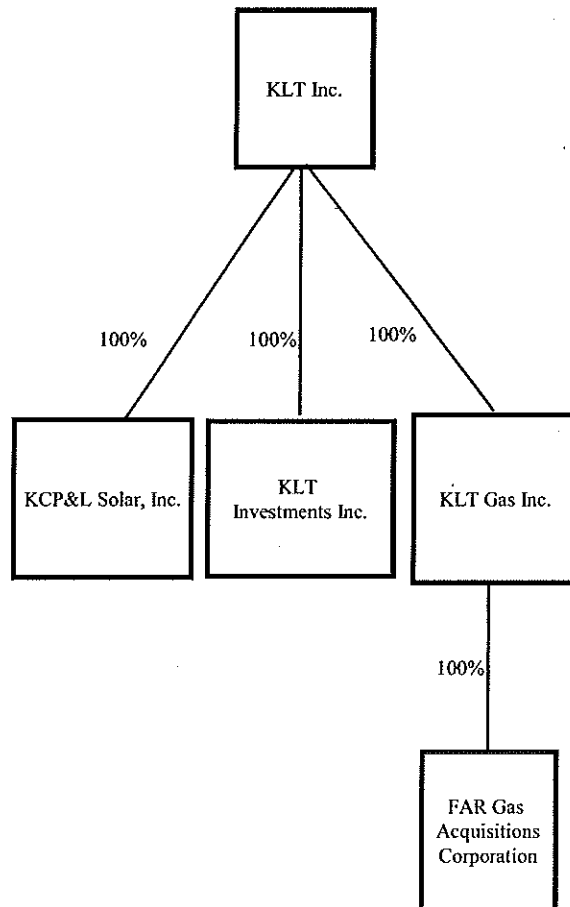 KLT Inc.
100%
100%
100%
KCP&L Solar, Inc.
KLT
Investments Inc.
KLT Gas Inc.
100%
FAR Gas
Acquisitions
Corporation